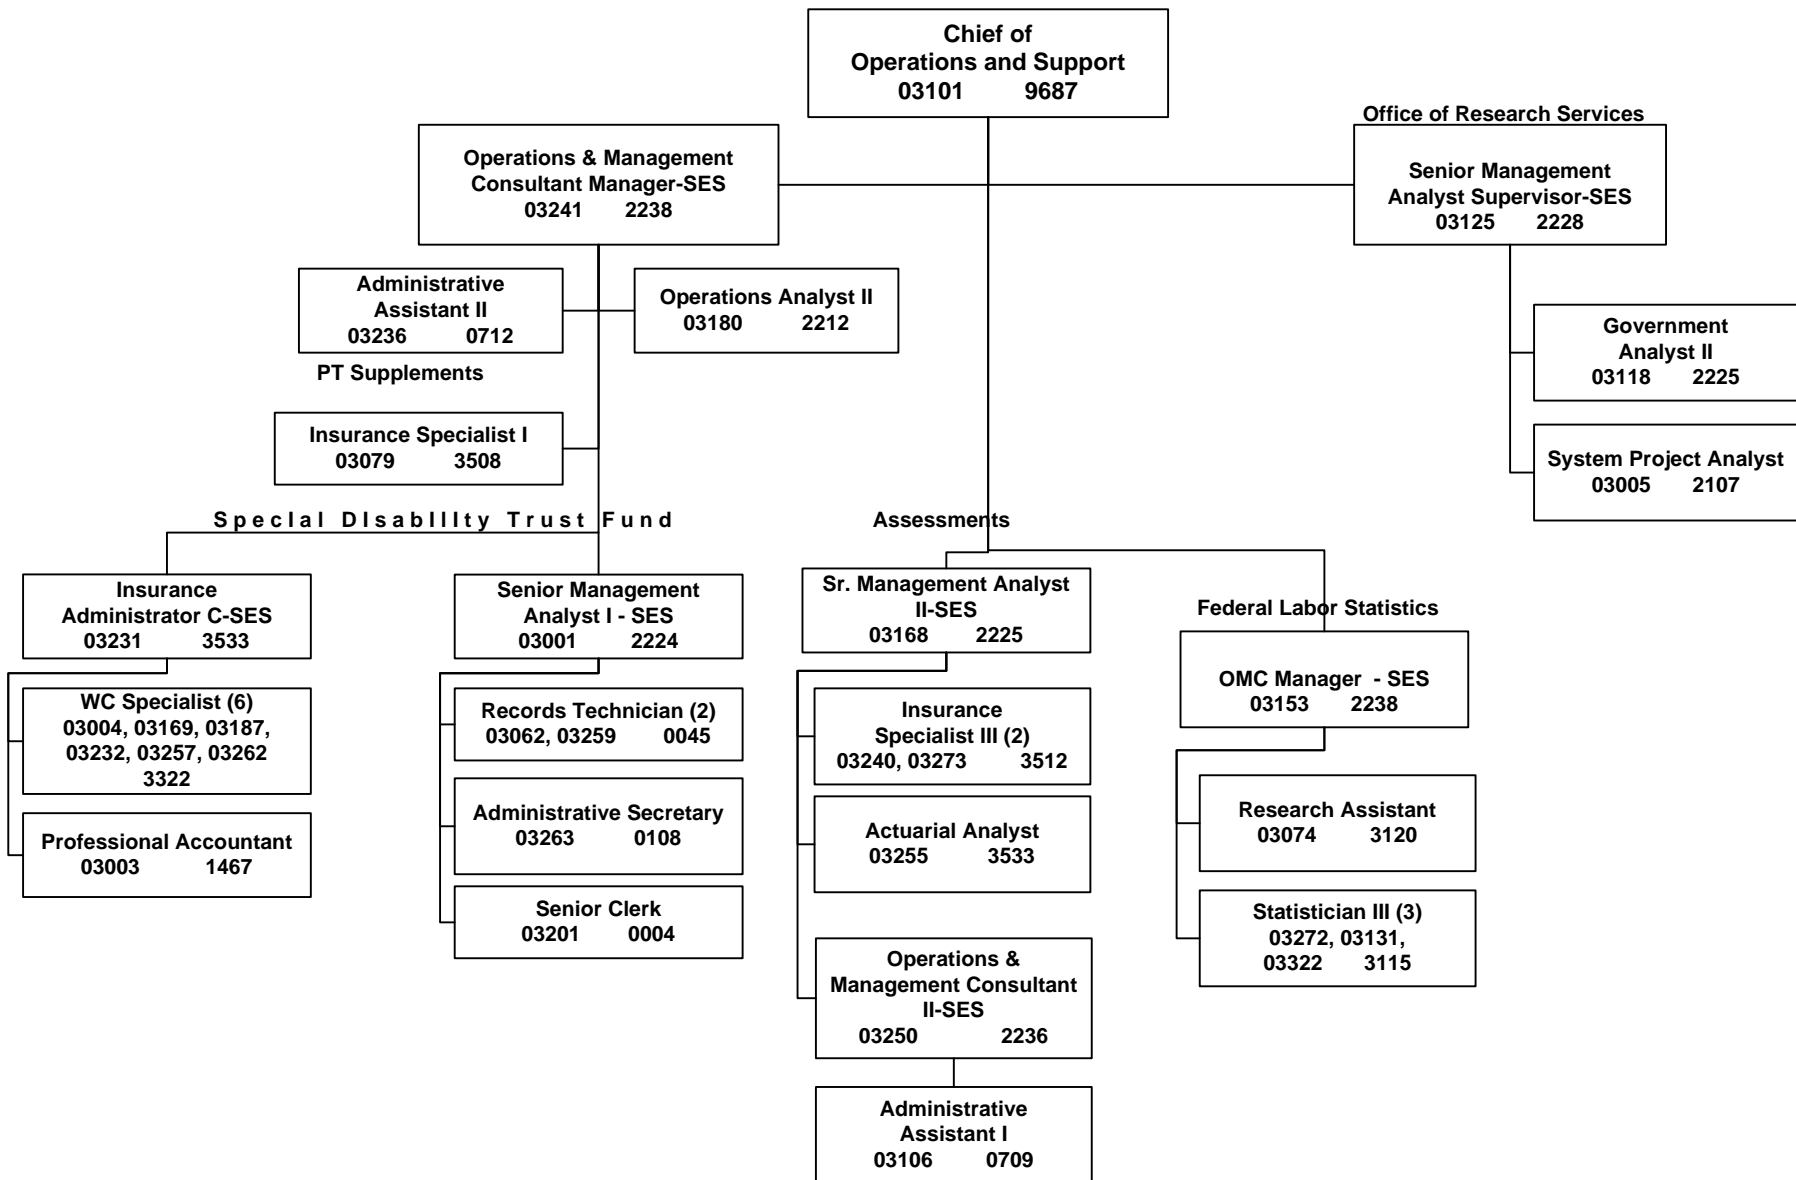 Chief of
Operations and Support
03101 9687
Office of Research Services
Operations & Management
Consultant Manager-SES
03241 2238
Senior Management
Analyst Supervisor-SES
03125 2228
Administrative
Assistant II
03236 0712
Operations Analyst II
03180 2212
Government
Analyst II
03118 2225
PT Supplements
Insurance Specialist I
03079 3508
System Project Analyst
03005 2107
SpecIal DIsabIlIty Trust Fund
Assessments
Insurance
Administrator C-SES
03231 3533
Senior Management
Analyst I - SES
03001 2224
Sr. Management Analyst
II-SES
03168 2225
Federal Labor Statistics
OMC Manager - SES
03153 2238
WC Specialist (6)
03004, 03169, 03187,
03232, 03257, 03262
3322
Professional Accountant
03003 1467
Records Technician (2)
03062, 03259 0045
Administrative Secretary
03263 0108
Senior Clerk
03201 0004
Insurance
Specialist III (2)
03240, 03273 3512
Actuarial Analyst
03255 3533
Operations &
Management Consultant
II-SES
03250 2236
Administrative
Assistant I
03106 0709
Research Assistant
03074 3120
Statistician III (3)
03272, 03131,
03322 3115